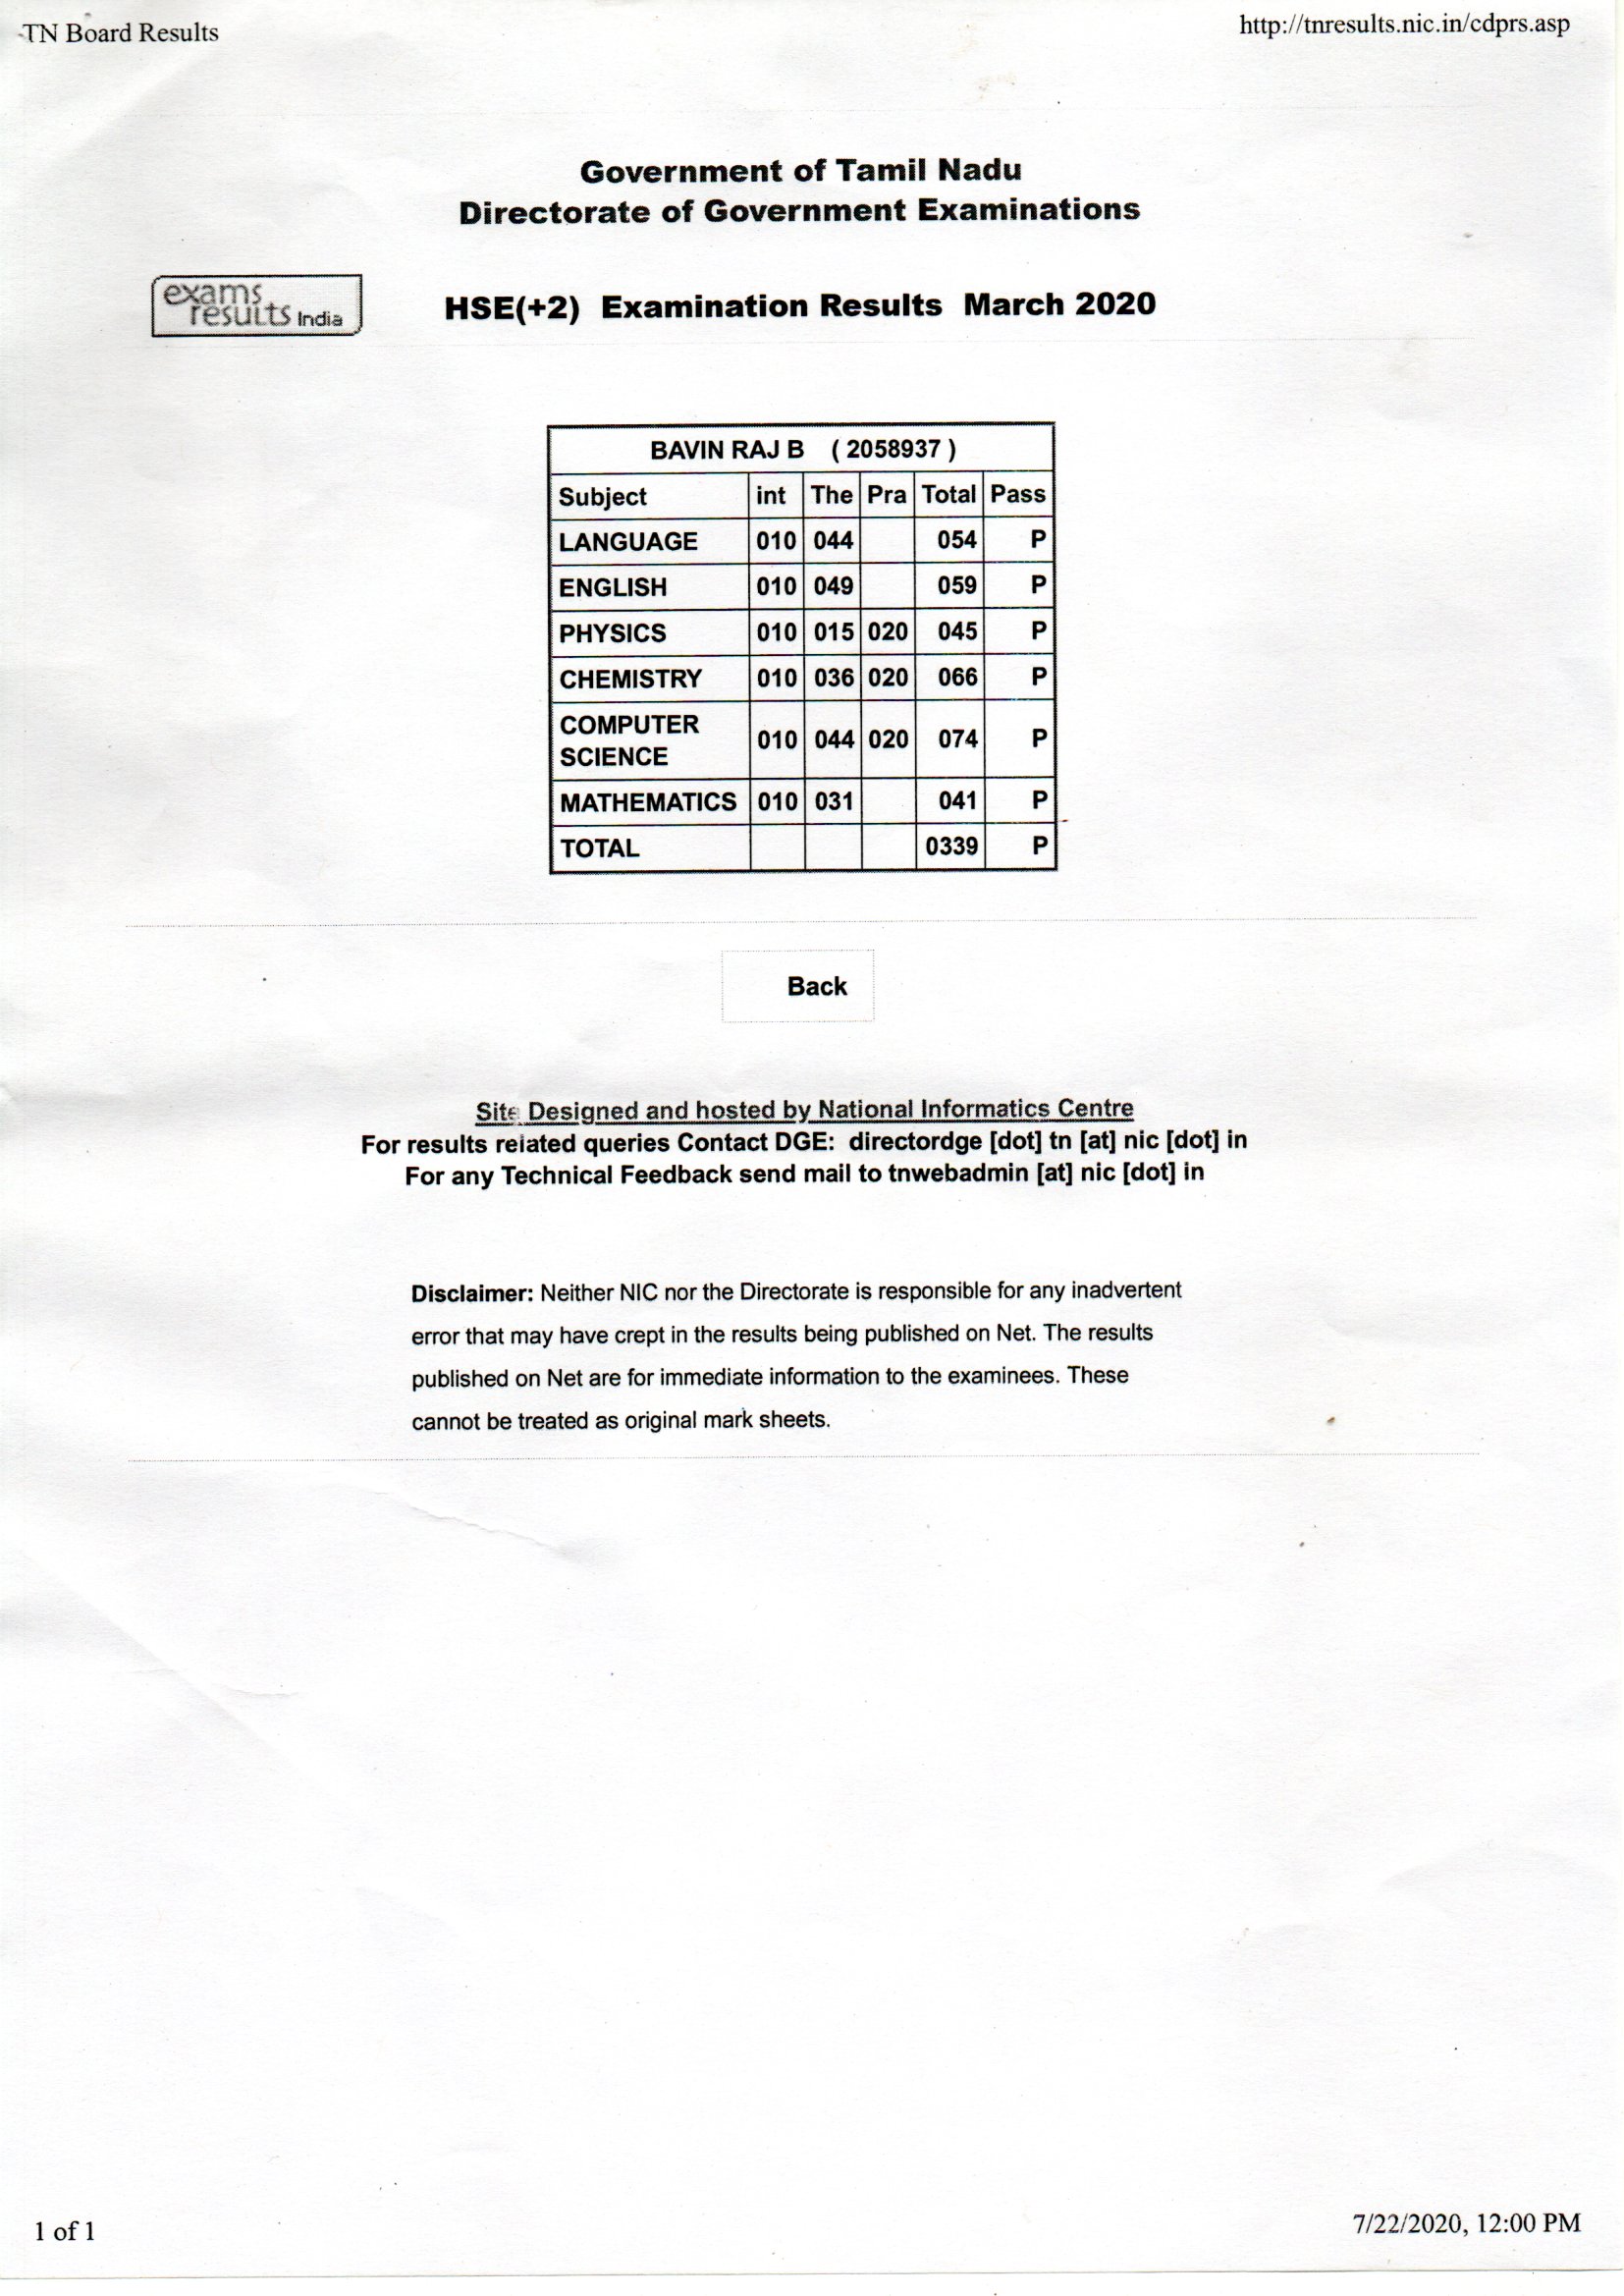 TN Board Results http://tnresults.nic.in/cdprs.asp
Government of Tamil Nadu
Directorate of Government Examinations
exams
results India
HSE(+2) Examination Results March 2020
BAVIN RAJ B ( 2058937 )
Subject int The Pra Total Pass
LANGUAGE 010 044 054 P
ENGLISH 010 049 059 P
PHYSICS 010 015 020 045 P
CHEMISTRY 010 036 020 066 P
COMPUTER
SCIENCE 010 044 020 074 P
MATHEMATICS 010 031 041 P
TOTAL 0339 P
Back
Site Designed and hosted by National Informatics Centre
For results related queries Contact DGE: directordge [dot] tn [at] nic [dot] in
For any Technical Feedback send mail to tnwebadmin [at] nic [dot] in
Disclaimer: Neither NIC nor the Directorate is responsible for any inadvertent
error that may have crept in the results being published on Net. The results
published on Net are for immediate information to the examinees. These
cannot be treated as original mark sheets.
1 of 1 7/22/2020, 12:00 PM